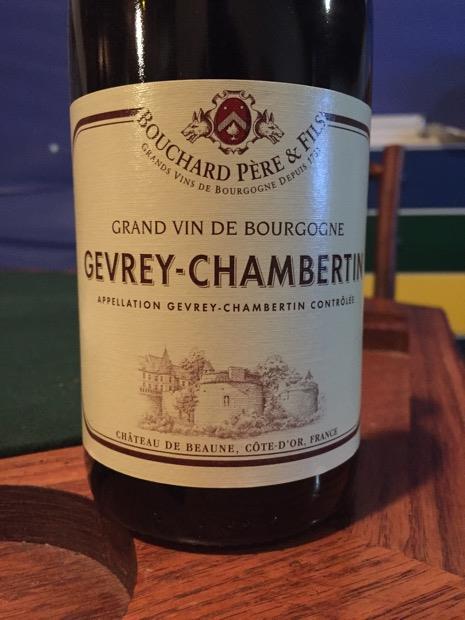 BOUCHARD PÈRE & FILS
GRANDS VINS DE BOURGOGNE DEPUIS 1731
GRAND VIN DE BOURGOGNE
GEVREY-CHAMBERTIN
APPELLATION GEVREY-CHAMBERTIN CONTRÔLÉE
CHÂTEAU DE BEAUNE, CÔTE-D'OR, FRANCE